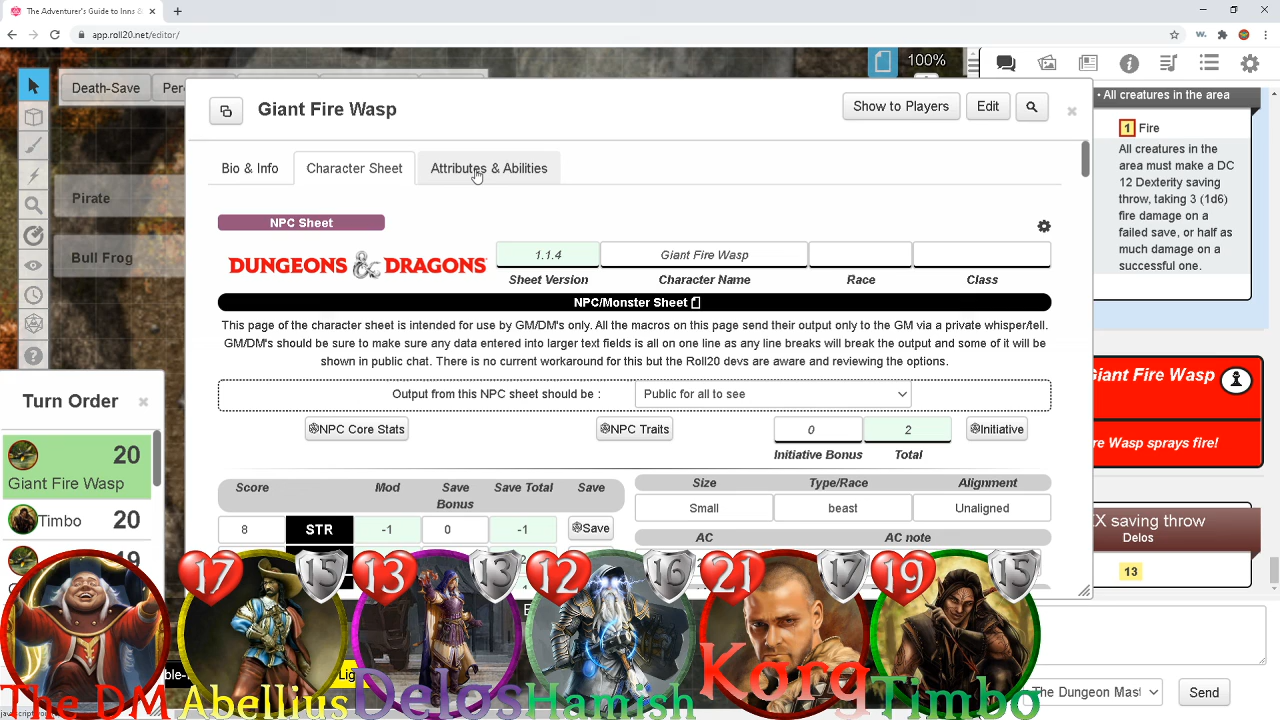 The Adventurer's Guide to Inns &
app.roll20.net/editor/
Death-Save
Per
100%
Giant Fire Wasp
Show to Players
Edit
Bio & Info
Character Sheet
Attributes & Abilities
Pirate
Bull Frog
NPC Sheet
DUNGEONS & DRAGONS
1.1.4
Giant Fire Wasp
Sheet Version
Character Name
Race
Class
NPC/Monster Sheet
This page of the character sheet is intended for use by GM/DM's only. All the macros on this page send their output only to the GM via a private whisper/tell.
GM/DM's should be sure to make sure any data entered into larger text fields is all on one line as any line breaks will break the output and some of it will be
shown in public chat. There is no current workaround for this but the Roll20 devs are aware and reviewing the options.
Output from this NPC sheet should be :
Public for all to see
NPC Core Stats
NPC Traits
0
2
Initiative
Initiative Bonus
Total
Score
Mod
Save
Bonus
Save Total
Save
8
STR
-1
0
-1
Save
Size
Type/Race
Alignment
Small
beast
Unaligned
AC
AC note
Turn Order
20
Giant Fire Wasp
Timbo
20
• All creatures in the area
1 Fire
All creatures in the
area must make a DC
12 Dexterity saving
throw, taking 3 (1d6)
fire damage on a
failed save, or half as
much damage on a
successful one.
Giant Fire Wasp
re Wasp sprays fire!
EX saving throw
Delos
13
The Dungeon Mast
Send
17
15
13
13
12
16
21
17
19
15
The DM
Abellius
Delos
Hamish
Korg
Timbo